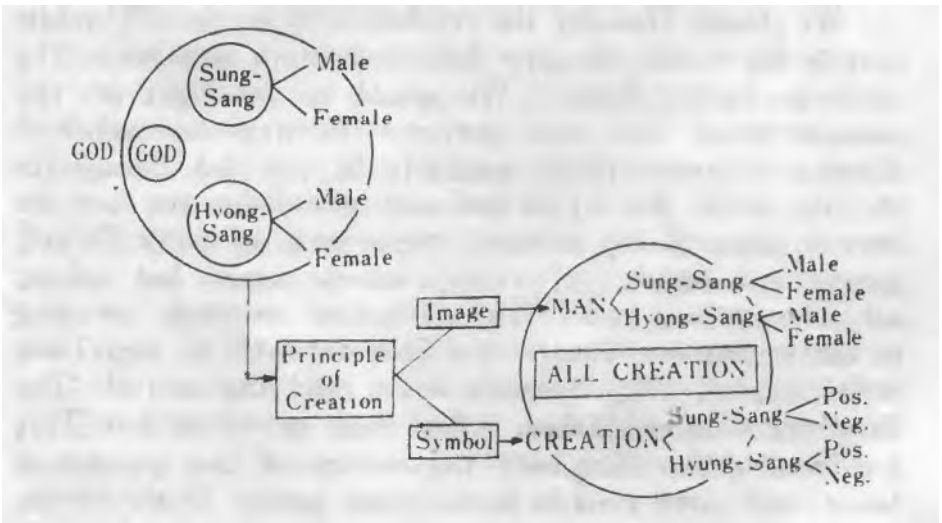 Sung-
Sang
Male
Female
GOD
GOD
Hyong-
Sang
Male
Female
Principle
of
Creation
Image
Symbol
MAN
Sung-Sang
Male
Female
Hyong-Sang
Male
Female
ALL CREATION
CREATION
Sung-Sang
Pos.
Neg.
Hyung-Sang
Pos.
Neg.